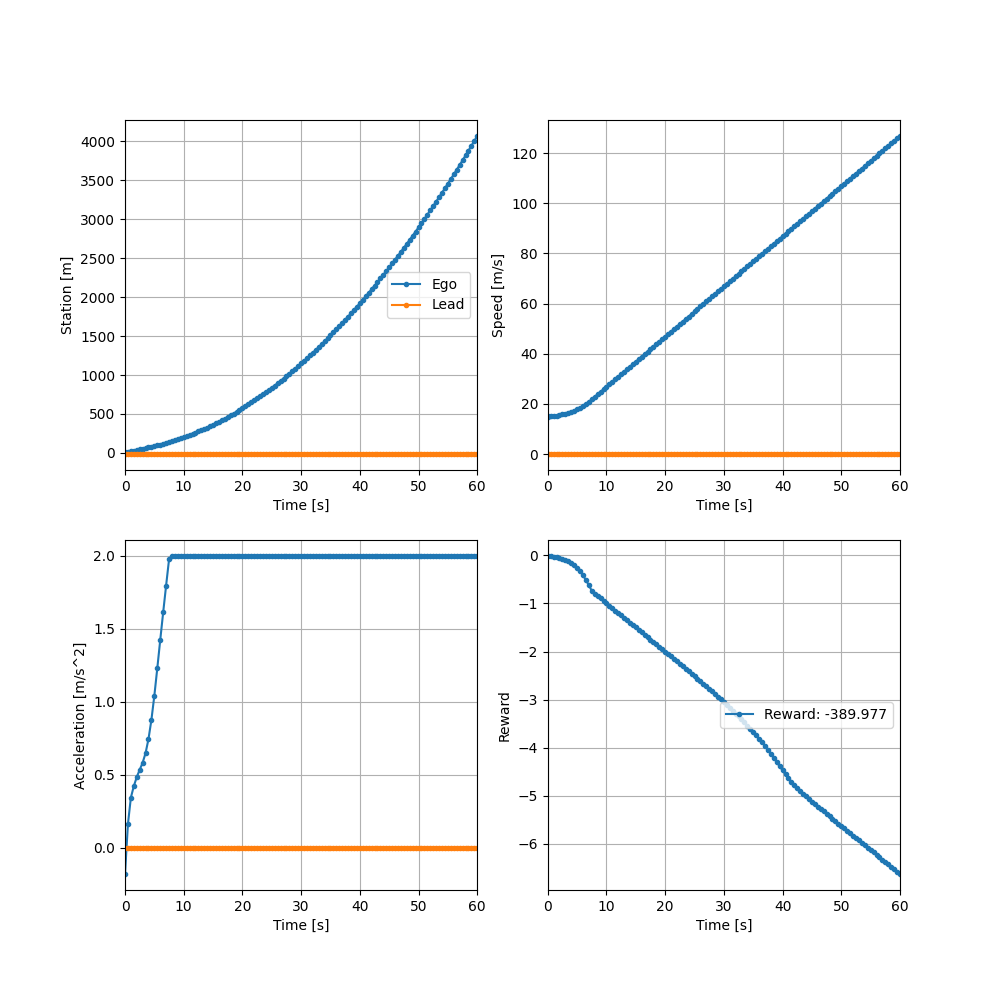 4000
3500
3000
2500
2000
1500
1000
500
0
Station [m]
Ego
Lead
0 10 20 30 40 50 60
Time [s]
120
100
80
60
40
20
0
Speed [m/s]
0 10 20 30 40 50 60
Time [s]
2.0
1.5
1.0
0.5
0.0
Acceleration [m/s^2]
0 10 20 30 40 50 60
Time [s]
0
−1
−2
−3
−4
−5
−6
Reward
Reward: -389.977
0 10 20 30 40 50 60
Time [s]